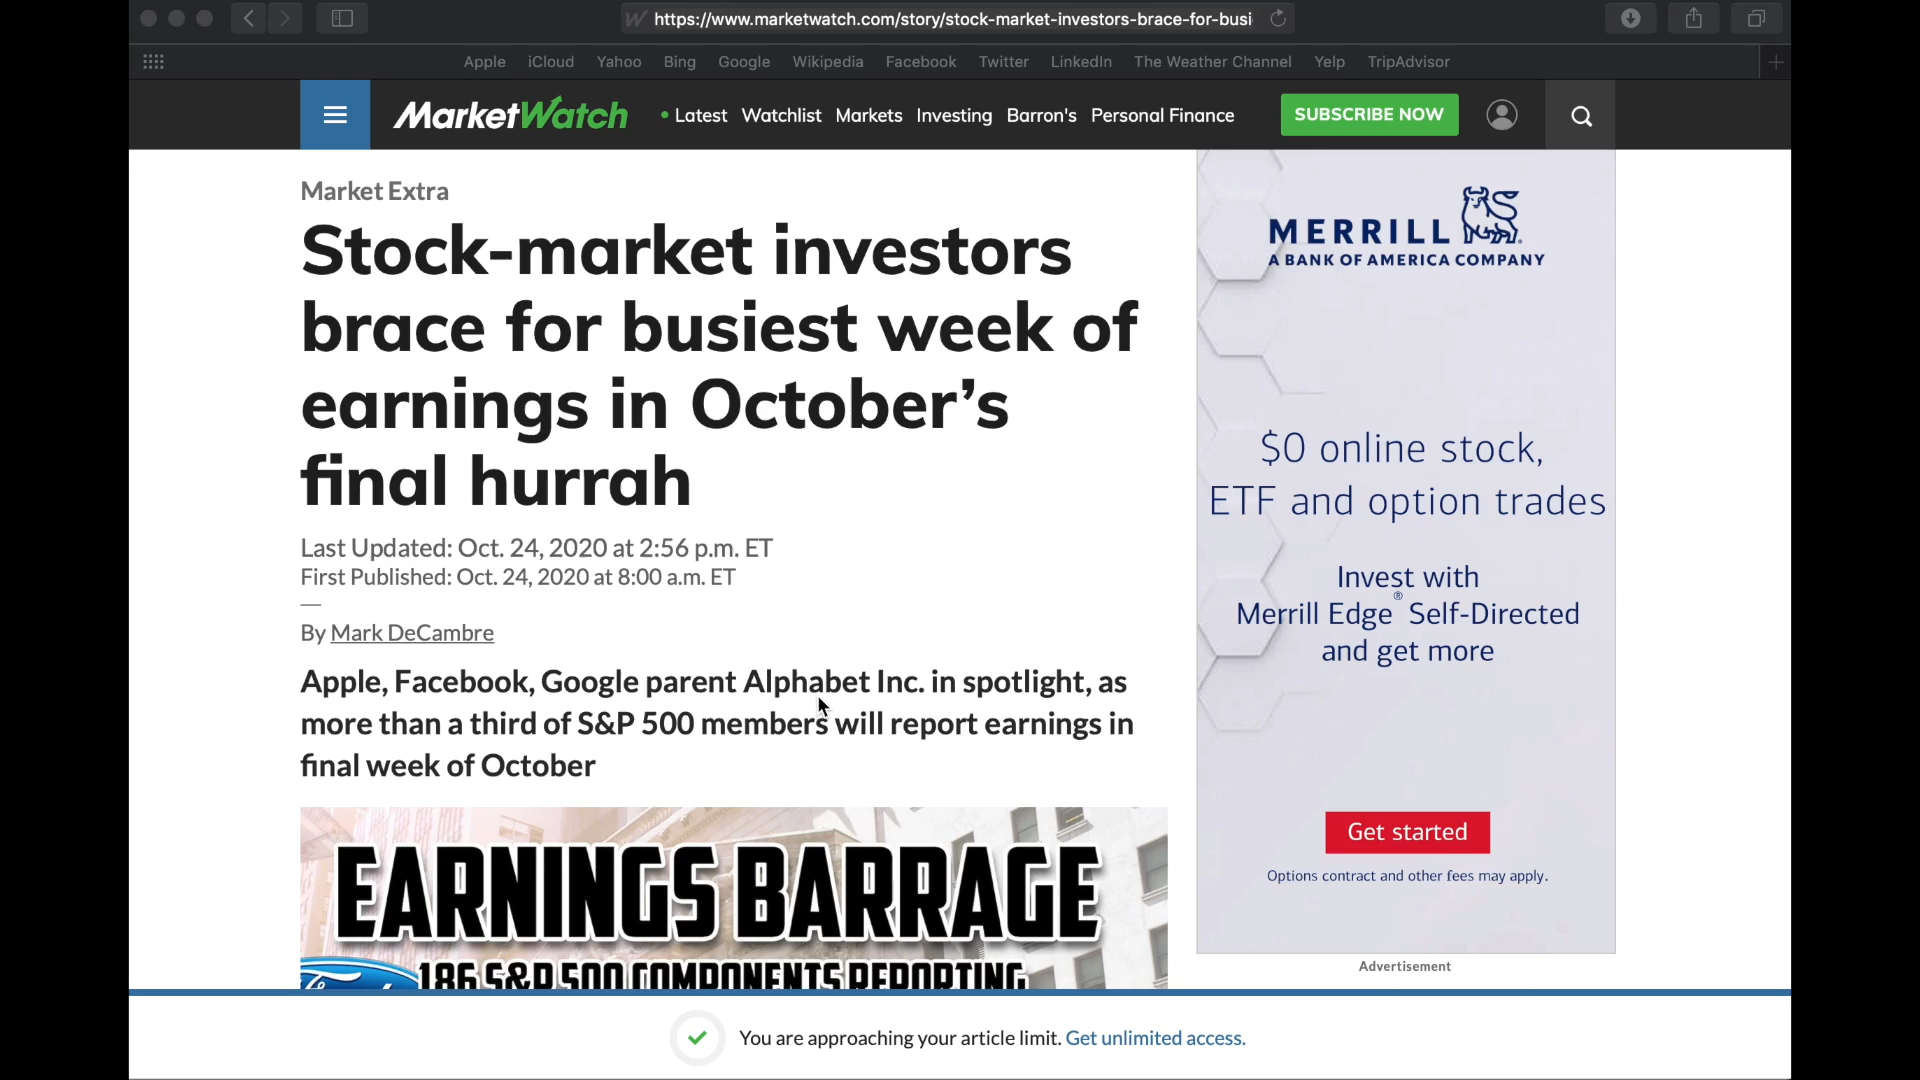 https://www.marketwatch.com/story/stock-market-investors-brace-for-busi
Apple iCloud Yahoo Bing Google Wikipedia Facebook Twitter LinkedIn The Weather Channel Yelp TripAdvisor
MarketWatch • Latest Watchlist Markets Investing Barron's Personal Finance SUBSCRIBE NOW
Market Extra
Stock-market investors
brace for busiest week of
earnings in October’s
final hurrah
Last Updated: Oct. 24, 2020 at 2:56 p.m. ET
First Published: Oct. 24, 2020 at 8:00 a.m. ET
By Mark DeCambre
Apple, Facebook, Google parent Alphabet Inc. in spotlight, as
more than a third of S&P 500 members will report earnings in
final week of October
EARNINGS BARRAGE
186 S&P 500 COMPONENTS REPORTING
MERRILL
A BANK OF AMERICA COMPANY
$0 online stock,
ETF and option trades
Invest with
Merrill Edge® Self-Directed
and get more
Get started
Options contract and other fees may apply.
Advertisement
You are approaching your article limit. Get unlimited access.